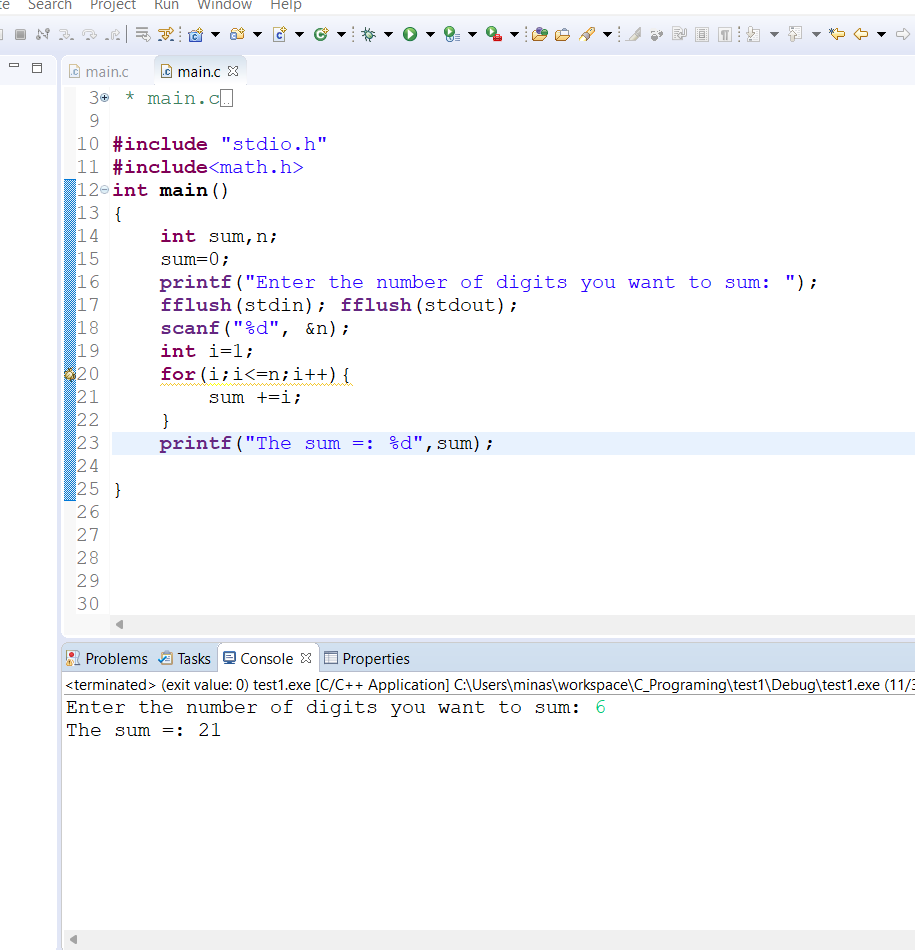 Search Project Run Window Help
main.c main.c
3 * main.c
9
10 #include "stdio.h"
11 #include<math.h>
12 int main()
13 {
14 int sum,n;
15 sum=0;
16 printf("Enter the number of digits you want to sum: ");
17 fflush(stdin); fflush(stdout);
18 scanf("%d", &n);
19 int i=1;
20 for(i;i<=n;i++){
21 sum +=i;
22 }
23 printf("The sum =: %d",sum);
24
25 }
26
27
28
29
30
Problems Tasks Console Properties
<terminated> (exit value: 0) test1.exe [C/C++ Application] C:\Users\minas\workspace\C_Programing\test1\Debug\test1.exe (11/3
Enter the number of digits you want to sum: 6
The sum =: 21